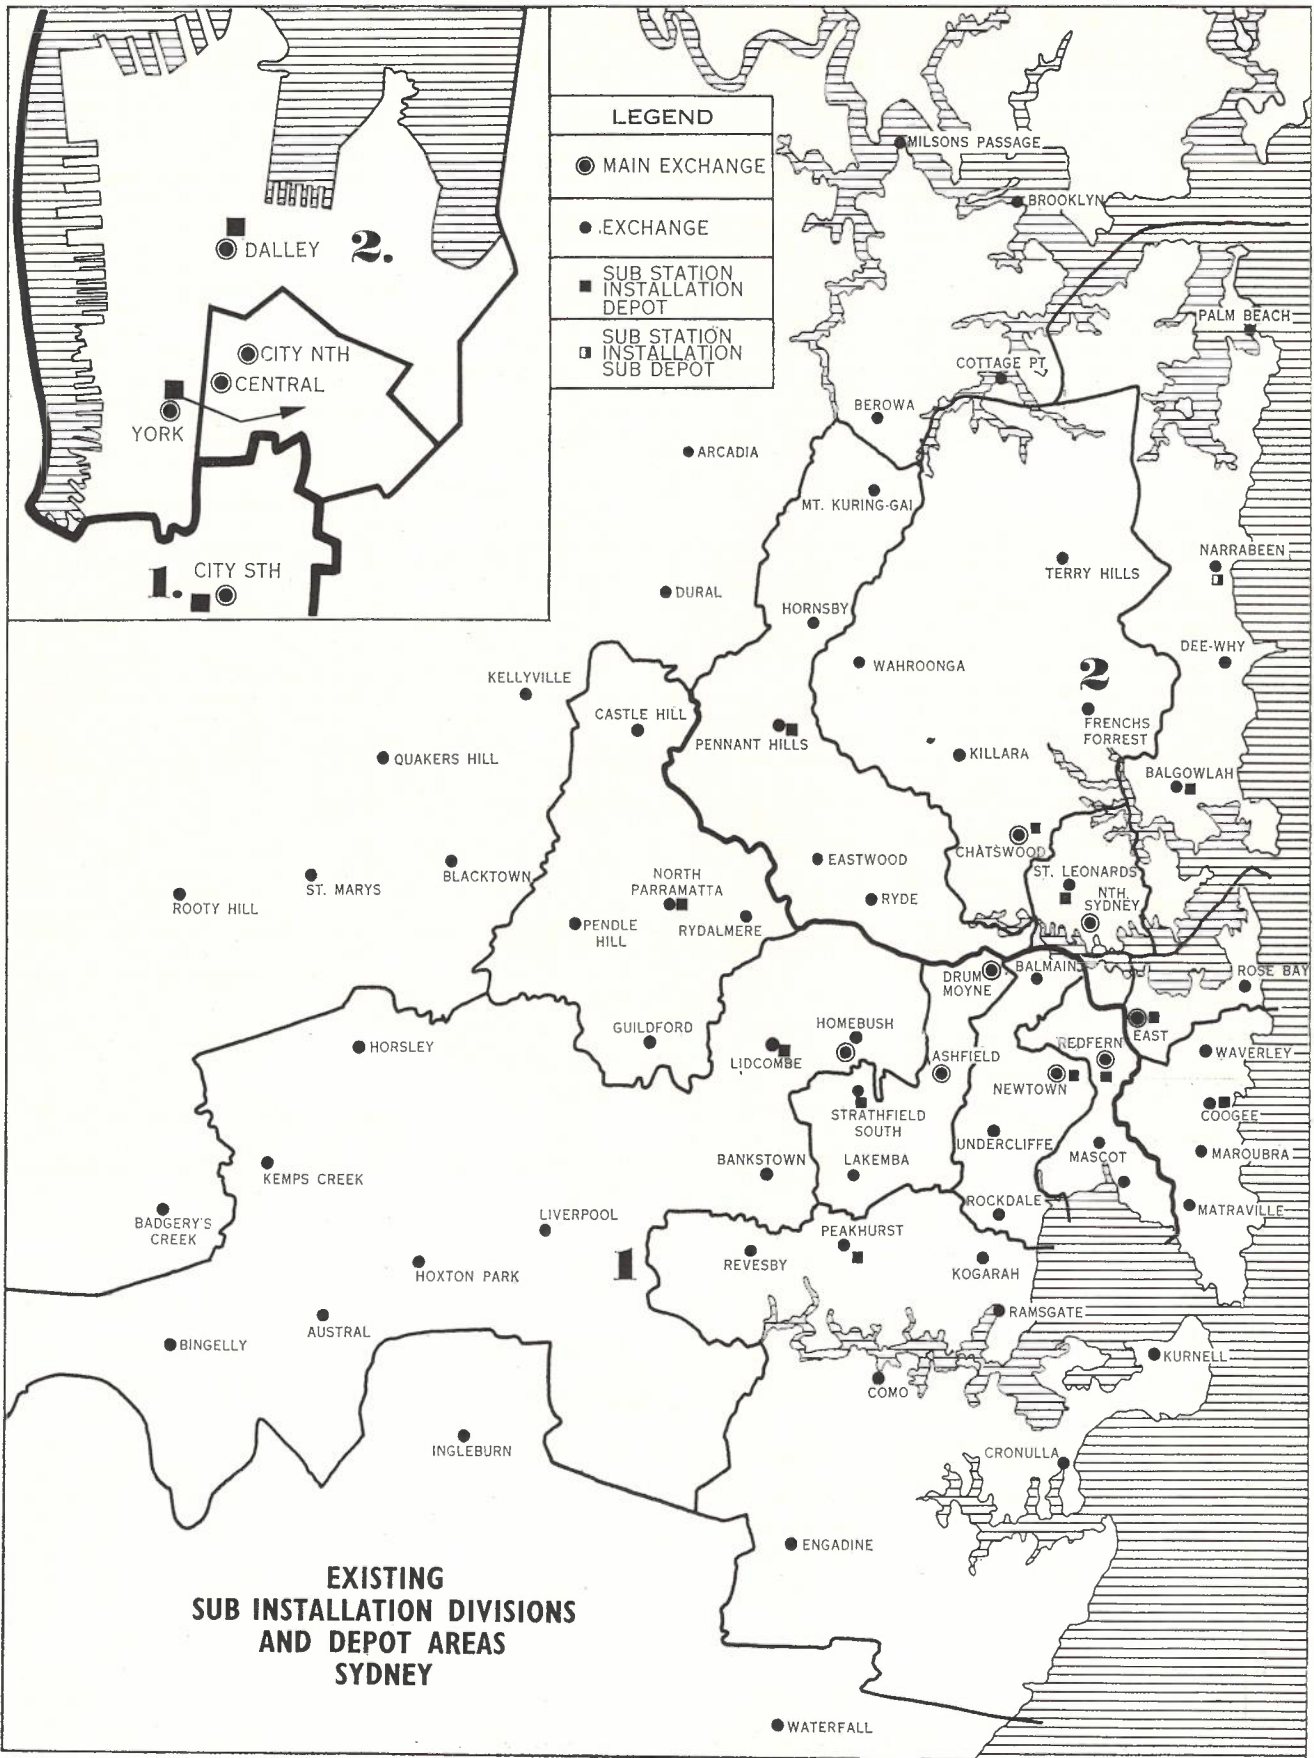 LEGEND
MAIN EXCHANGE
EXCHANGE
SUB STATION
INSTALLATION
DEPOT
SUB STATION
INSTALLATION
SUB DEPOT
DALLEY
2.
CITY NTH
CENTRAL
YORK
CITY STH
1.
MILSONS PASSAGE
BROOKLYN
PALM BEACH
COTTAGE PT.
BEROWA
ARCADIA
MT. KURING-GAI
NARRABEEN
TERRY HILLS
DURAL
HORNSBY
DEE-WHY
WAHROONGA
KELLYVILLE
2
CASTLE HILL
FRENCHS
FORREST
PENNANT HILLS
KILLARA
QUAKERS HILL
BALGOWLAH
CHATSWOOD
EASTWOOD
ST. LEONARDS
BLACKTOWN
NORTH
PARRAMATTA
ST. MARYS
NTH.
SYDNEY
RYDE
ROOTY HILL
PENDLE
HILL
RYDALMERE
BALMAIN
ROSE BAY
DRUM
MOYNE
GUILDFORD
HOMEBUSH
EAST
HORSLEY
LIDCOMBE
ASHFIELD
REDFERN
WAVERLEY
NEWTOWN
STRATHFIELD
SOUTH
COOGEE
UNDERCLIFFE
MASCOT
MAROUBRA
BANKSTOWN
LAKEMBA
KEMPS CREEK
ROCKDALE
MATRAVILLE
BADGERY'S
CREEK
LIVERPOOL
PEAKHURST
1
REVESBY
KOGARAH
HOXTON PARK
RAMSGATE
AUSTRAL
BINGELLY
KURNELL
COMO
INGLEBURN
CRONULLA
ENGADINE
EXISTING
SUB INSTALLATION DIVISIONS
AND DEPOT AREAS
SYDNEY
WATERFALL